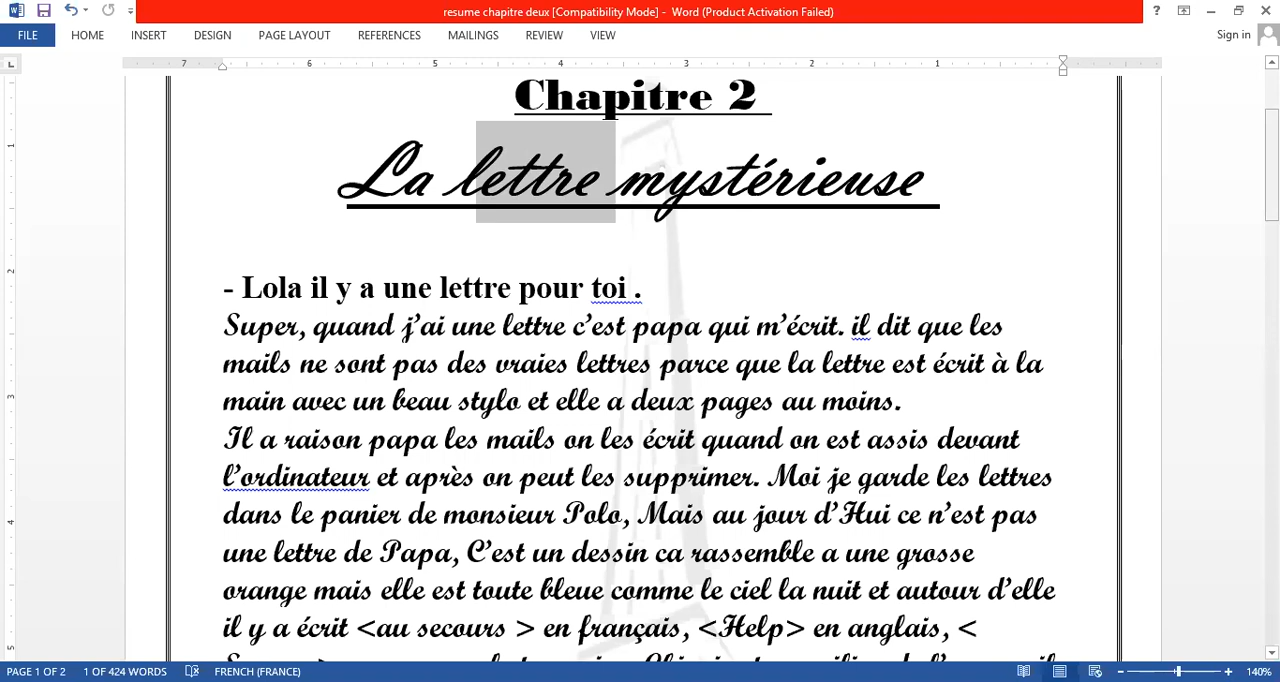 resume chapitre deux [Compatibility Mode] - Word (Product Activation Failed)
FILE HOME INSERT DESIGN PAGE LAYOUT REFERENCES MAILINGS REVIEW VIEW Sign in
7 6 5 4 3 2 1
Chapitre 2
La lettre mystérieuse
- Lola il y a une lettre pour toi .
Super, quand j'ai une lettre c'est papa qui m'écrit. il dit que les
mails ne sont pas des vraies lettres parce que la lettre est écrit à la
main avec un beau stylo et elle a deux pages au moins.
Il a raison papa les mails on les écrit quand on est assis devant
l'ordinateur et après on peut les supprimer. Moi je garde les lettres
dans le panier de monsieur Polo, Mais au jour d'Hui ce n'est pas
une lettre de Papa, C'est un dessin ca rassemble a une grosse
orange mais elle est toute bleue comme le ciel la nuit et autour d'elle
il y a écrit <au secours > en français, <Help> en anglais, <
PAGE 1 OF 2 1 OF 424 WORDS FRENCH (FRANCE) 140%